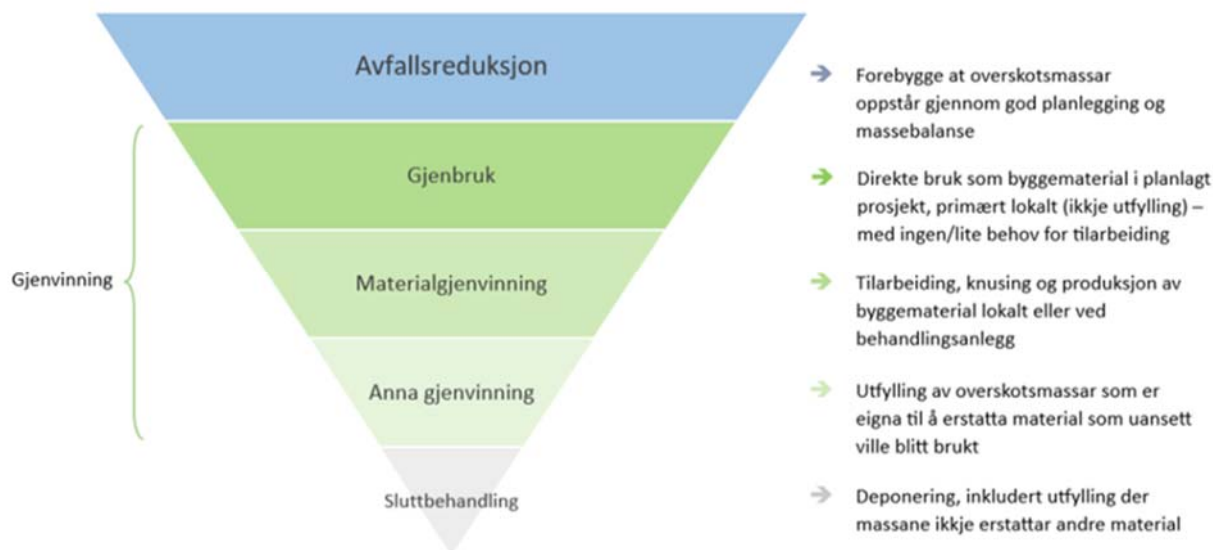 Avfallsreduksjon
Forebygge at overskotsmassar
oppstår gjennom god planlegging og
massebalanse
Gjenvinning
Gjenbruk
Direkte bruk som byggematerial i planlagt
prosjekt, primært lokalt (ikkje utfylling) –
med ingen/lite behov for tilarbeiding
Materialgjenvinning
Tilarbeiding, knusing og produksjon av
byggematerial lokalt eller ved
behandlingsanlegg
Anna gjenvinning
Utfylling av overskotsmassar som er
eigna til å erstatta material som uansett
ville blitt brukt
Sluttbehandling
Deponering, inkludert utfylling der
massane ikkje erstattar andre material